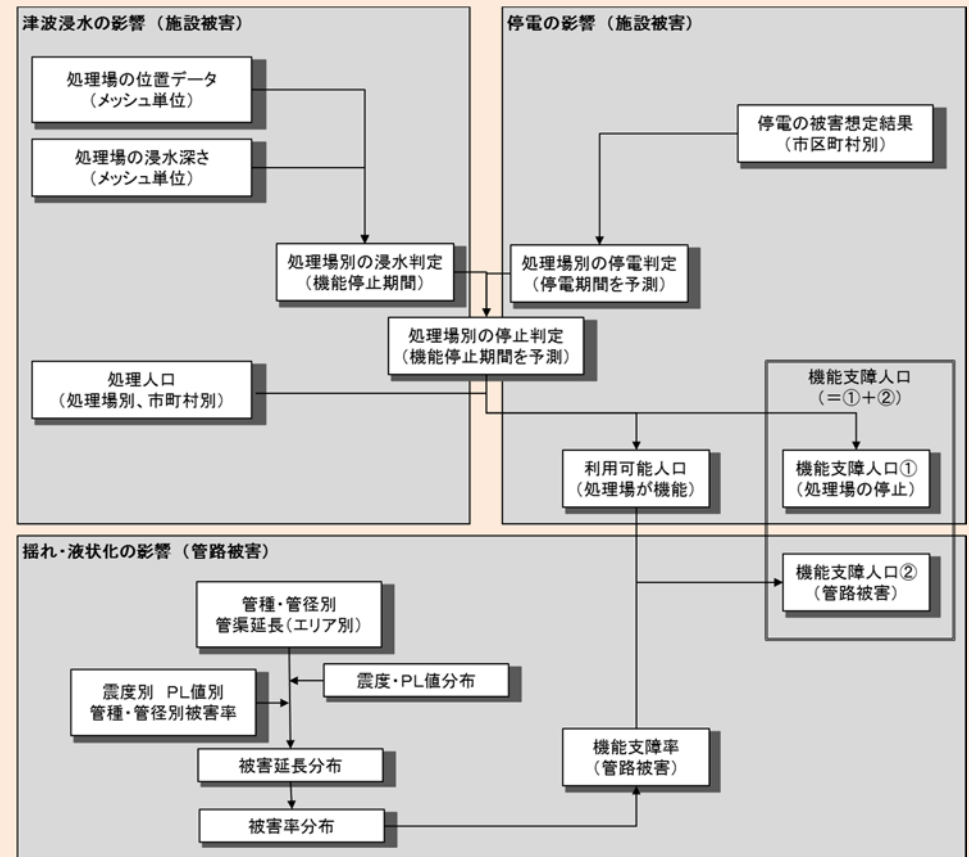 津波浸水の影響（施設被害）
処理場の位置データ
（メッシュ単位）
処理場の浸水深さ
（メッシュ単位）
処理場別の浸水判定
（機能停止期間）
停電の影響（施設被害）
停電の被害想定結果
（市区町村別）
処理場別の停電判定
（停電期間を予測）
処理場別の停止判定
（機能停止期間を予測）
処理人口
（処理場別、市町村別）
機能支障人口
（＝①＋②）
利用可能人口
（処理場が機能）
機能支障人口①
（処理場の停止）
揺れ・液状化の影響（管路被害）
機能支障人口②
（管路被害）
管種・管径別
管渠延長（エリア別）
震度・PL値分布
震度別　PL値別
管種・管径別被害率
機能支障率
（管路被害）
被害延長分布
被害率分布